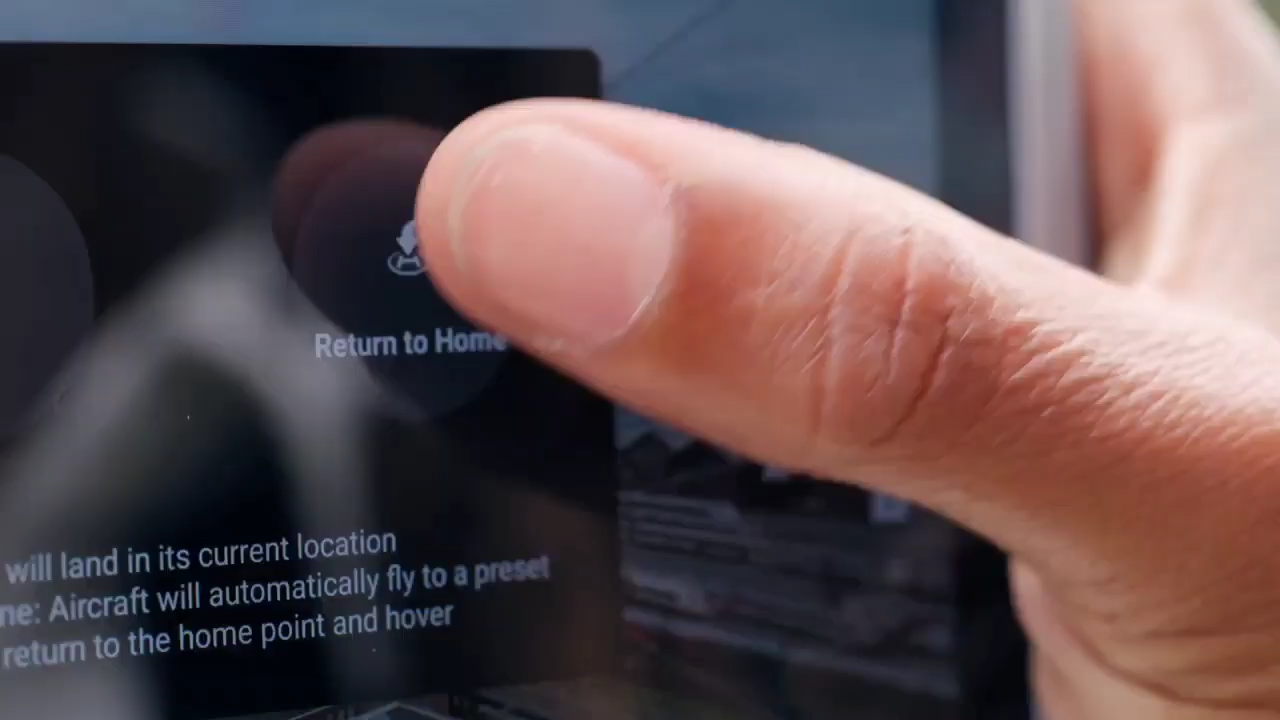 Return to Home
will land in its current location
ne: Aircraft will automatically fly to a preset
return to the home point and hover